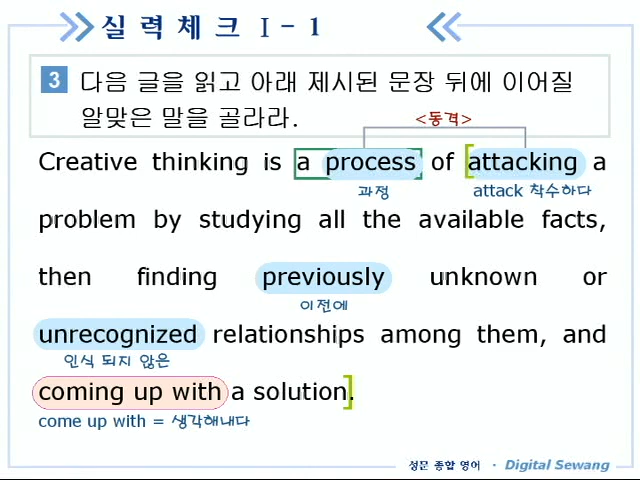 실 력 체 크 Ⅰ - 1
3 다음 글을 읽고 아래 제시된 문장 뒤에 이어질
알맞은 말을 골라라.
<동격>
Creative thinking is a process of [attacking a
과정 attack 착수하다
problem by studying all the available facts,
then finding previously unknown or
이전에
unrecognized relationships among them, and
인식 되지 않은
coming up with a solution].
come up with = 생각해내다
성문 종합 영어 · Digital Sewang